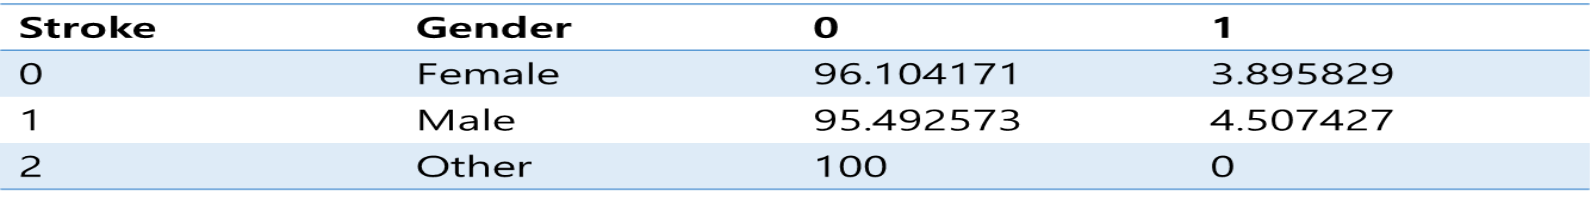 Stroke Gender 0 1
0 Female 96.104171 3.895829
1 Male 95.492573 4.507427
2 Other 100 0